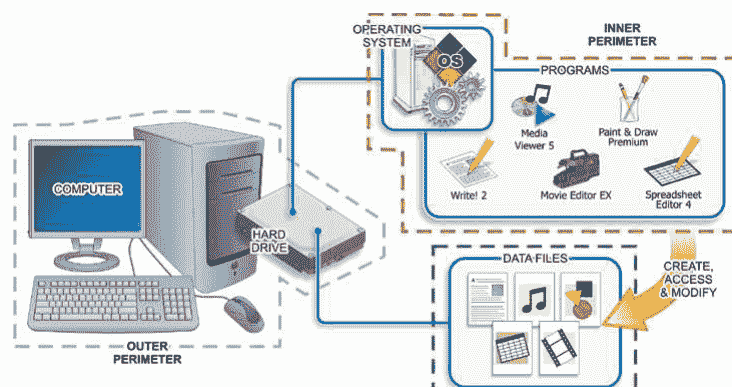 OPERATING
SYSTEM
OS
INNER
PERIMETER
PROGRAMS
Media
Viewer 5
Paint & Draw
Premium
Write! 2
Movie Editor EX
Spreadsheet
Editor 4
COMPUTER
HARD
DRIVE
OUTER
PERIMETER
DATA FILES
CREATE,
ACCESS
& MODIFY